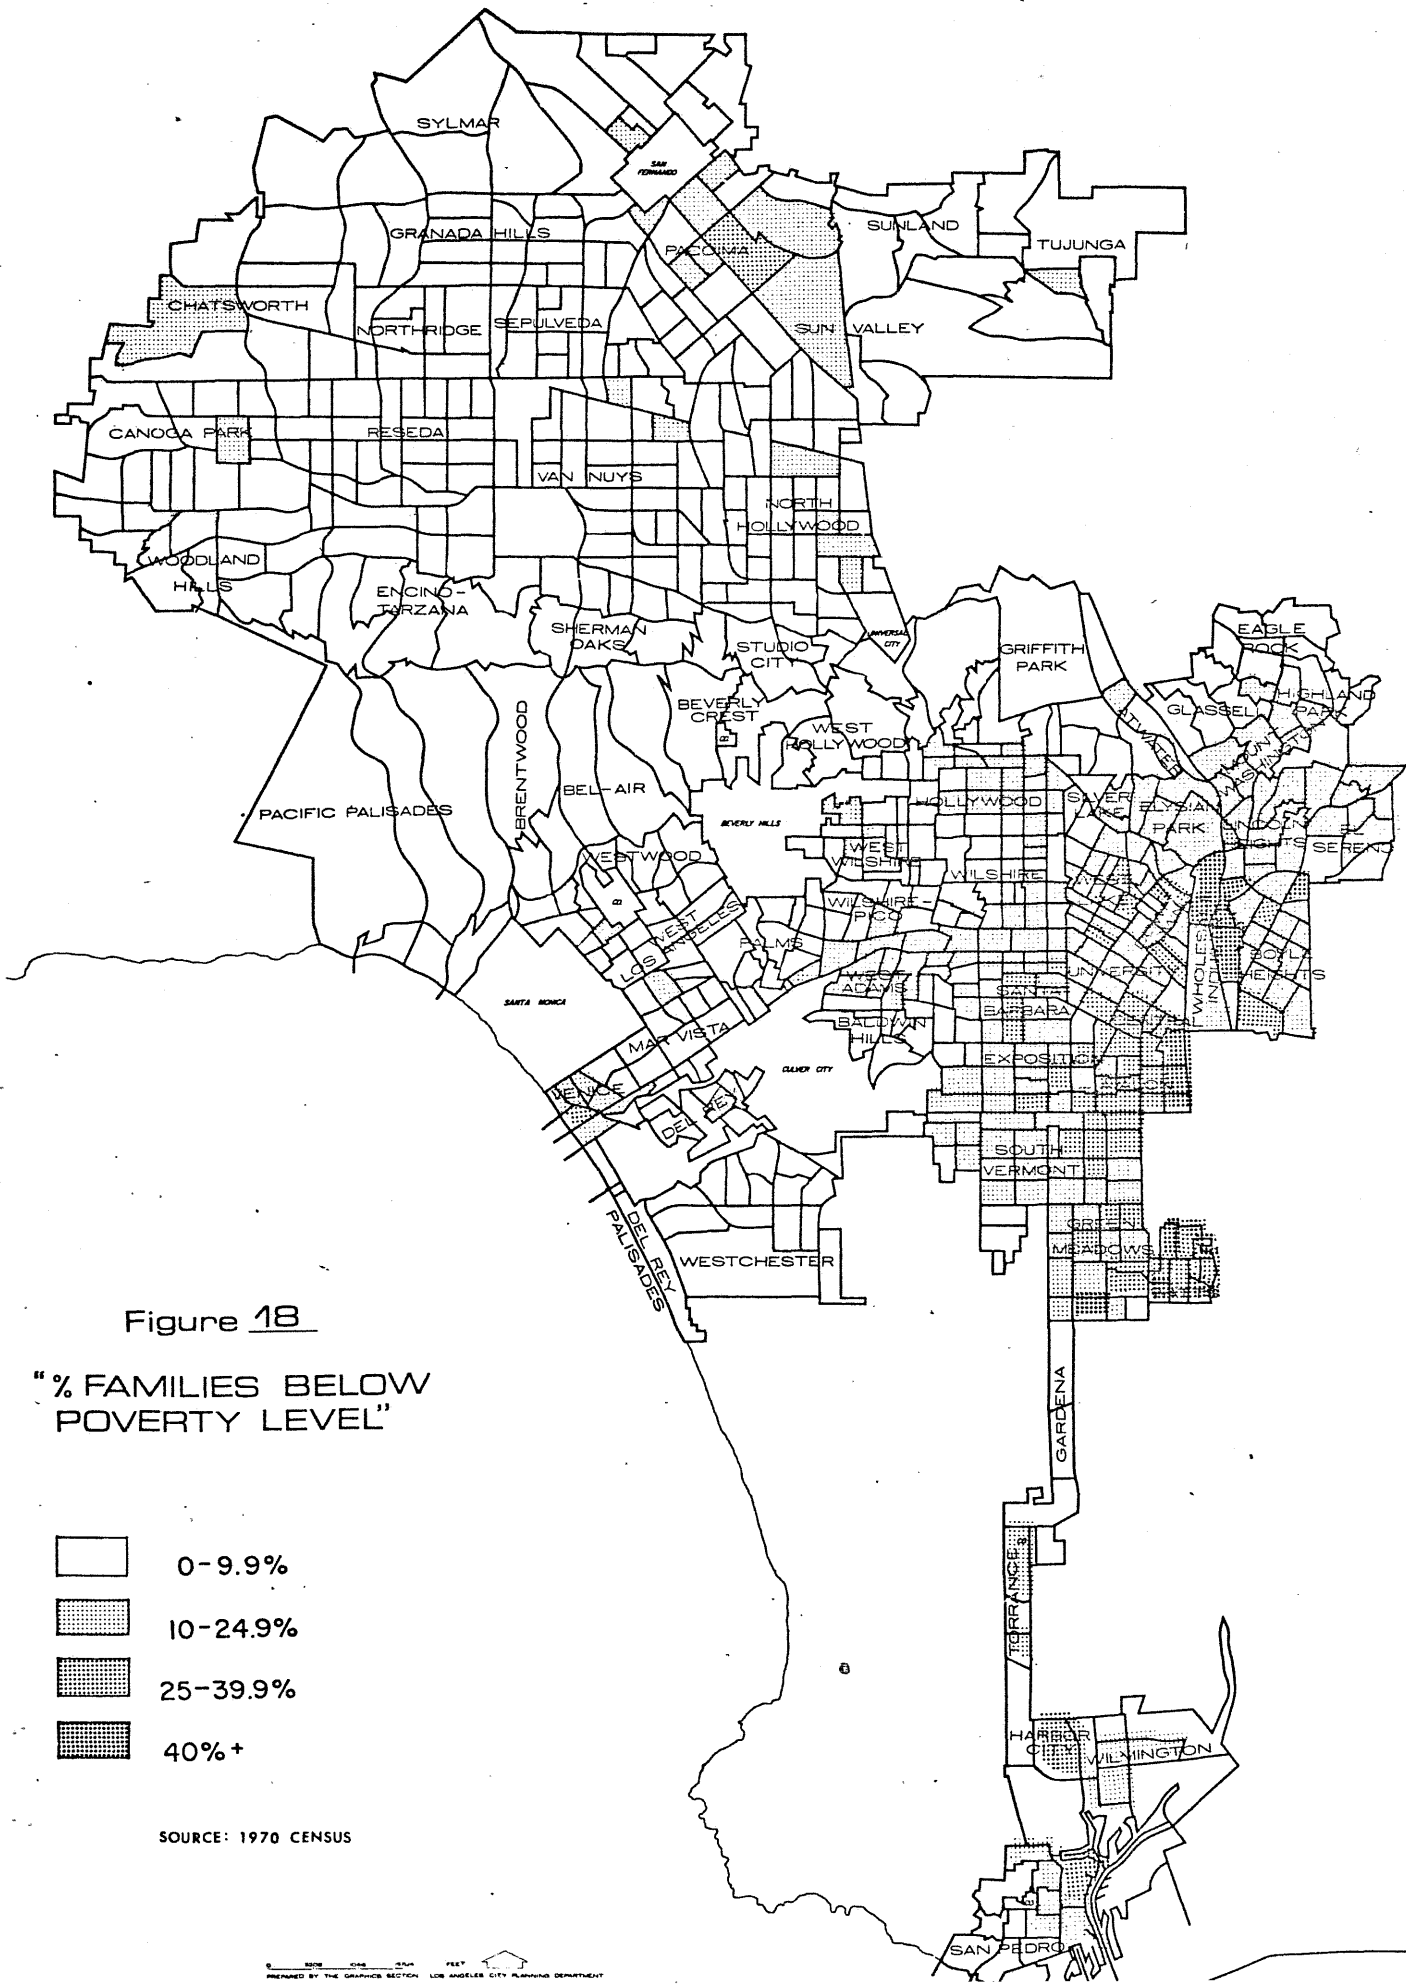 SYLMAR
SAN
FERNANDO
SUNLAND
TUJUNGA
GRANADA HILLS
PACOIMA
CHATSWORTH
NORTHRIDGE
SEPULVEDA
SUN VALLEY
CANOGA PARK
RESEDA
VAN NUYS
NORTH
HOLLYWOOD
WOODLAND
HILLS
ENCINO-
TARZANA
SHERMAN
OAKS
STUDIO
CITY
UNIVERSAL
CITY
GRIFFITH
PARK
EAGLE
ROCK
HIGHLAND
PARK
GLASSELL
MOUNT
WASHINGTON
ATWATER
BEVERLY
CREST
WEST
HOLLYWOOD
BRENTWOOD
BEL-AIR
PACIFIC PALISADES
BEVERLY HILLS
HOLLYWOOD
SILVER
LAKE
ELYSIAN
PARK
LINCOLN
HEIGHTS
EL
SERENO
WESTWOOD
WEST
WILSHIRE
WILSHIRE
WEST
LAKE
WILSHIRE-
PICO
WEST
LOS ANGELES
PALMS
WHOLESALE
BOYLE
HEIGHTS
UNIVERSITY
WEST
ADAMS
SANTA
BARBARA
SANTA MONICA
BALDWIN
HILLS
MAR VISTA
EXPOSITION
CULVER CITY
VENICE
DEL REY
SOUTH
VERMONT
DEL REY
PALISADES
GREEN
MEADOWS
WESTCHESTER
Figure 18
"% FAMILIES BELOW
POVERTY LEVEL"
GARDENA
0-9.9%
10-24.9%
25-39.9%
40%+
TORRANCE
HARBOR
CITY
WILMINGTON
SOURCE: 1970 CENSUS
SAN PEDRO
FEET
PREPARED BY THE GRAPHICS SECTION LOS ANGELES CITY PLANNING DEPARTMENT